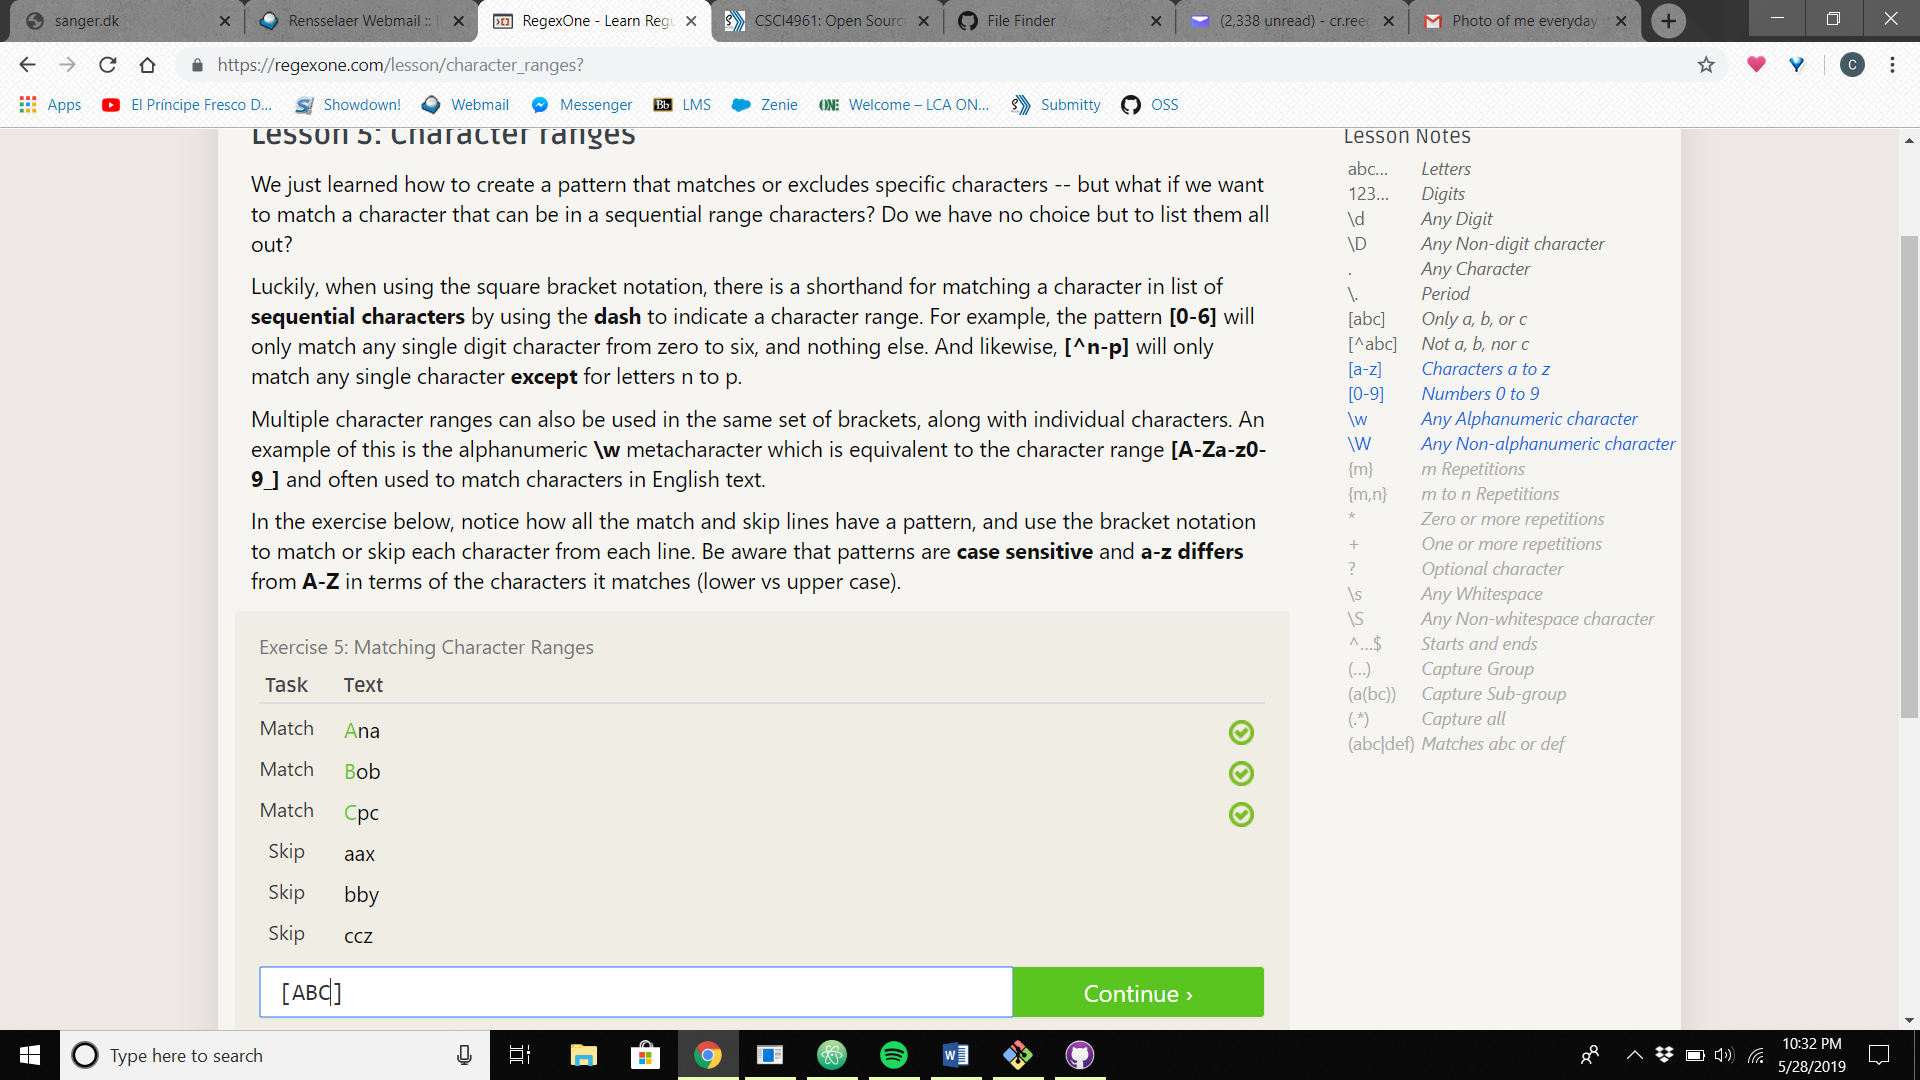 sanger.dk
Rensselaer Webmail ::
RegexOne - Learn Reg
CSCI4961: Open Sourc
File Finder
(2,338 unread) - cr.reed
Photo of me everyday
https://regexone.com/lesson/character_ranges?
C
Apps
El Príncipe Fresco D...
Showdown!
Webmail
Messenger
Bb LMS
Zenie
ONE Welcome – LCA ON...
Submitty
OSS
Lesson 5: Character ranges
We just learned how to create a pattern that matches or excludes specific characters -- but what if we want
to match a character that can be in a sequential range characters? Do we have no choice but to list them all
out?
Luckily, when using the square bracket notation, there is a shorthand for matching a character in list of
sequential characters by using the dash to indicate a character range. For example, the pattern [0-6] will
only match any single digit character from zero to six, and nothing else. And likewise, [^n-p] will only
match any single character except for letters n to p.
Multiple character ranges can also be used in the same set of brackets, along with individual characters. An
example of this is the alphanumeric \w metacharacter which is equivalent to the character range [A-Za-z0-
9_] and often used to match characters in English text.
In the exercise below, notice how all the match and skip lines have a pattern, and use the bracket notation
to match or skip each character from each line. Be aware that patterns are case sensitive and a-z differs
from A-Z in terms of the characters it matches (lower vs upper case).
Exercise 5: Matching Character Ranges
Task Text
Match Ana
Match Bob
Match Cpc
Skip aax
Skip bby
Skip ccz
[ABC]
Continue ›
Lesson Notes
abc... Letters
123... Digits
\d Any Digit
\D Any Non-digit character
. Any Character
\. Period
[abc] Only a, b, or c
[^abc] Not a, b, nor c
[a-z] Characters a to z
[0-9] Numbers 0 to 9
\w Any Alphanumeric character
\W Any Non-alphanumeric character
{m} m Repetitions
{m,n} m to n Repetitions
* Zero or more repetitions
+ One or more repetitions
? Optional character
\s Any Whitespace
\S Any Non-whitespace character
^...$ Starts and ends
(...) Capture Group
(a(bc)) Capture Sub-group
(.*) Capture all
(abc|def) Matches abc or def
Type here to search
10:32 PM
5/28/2019